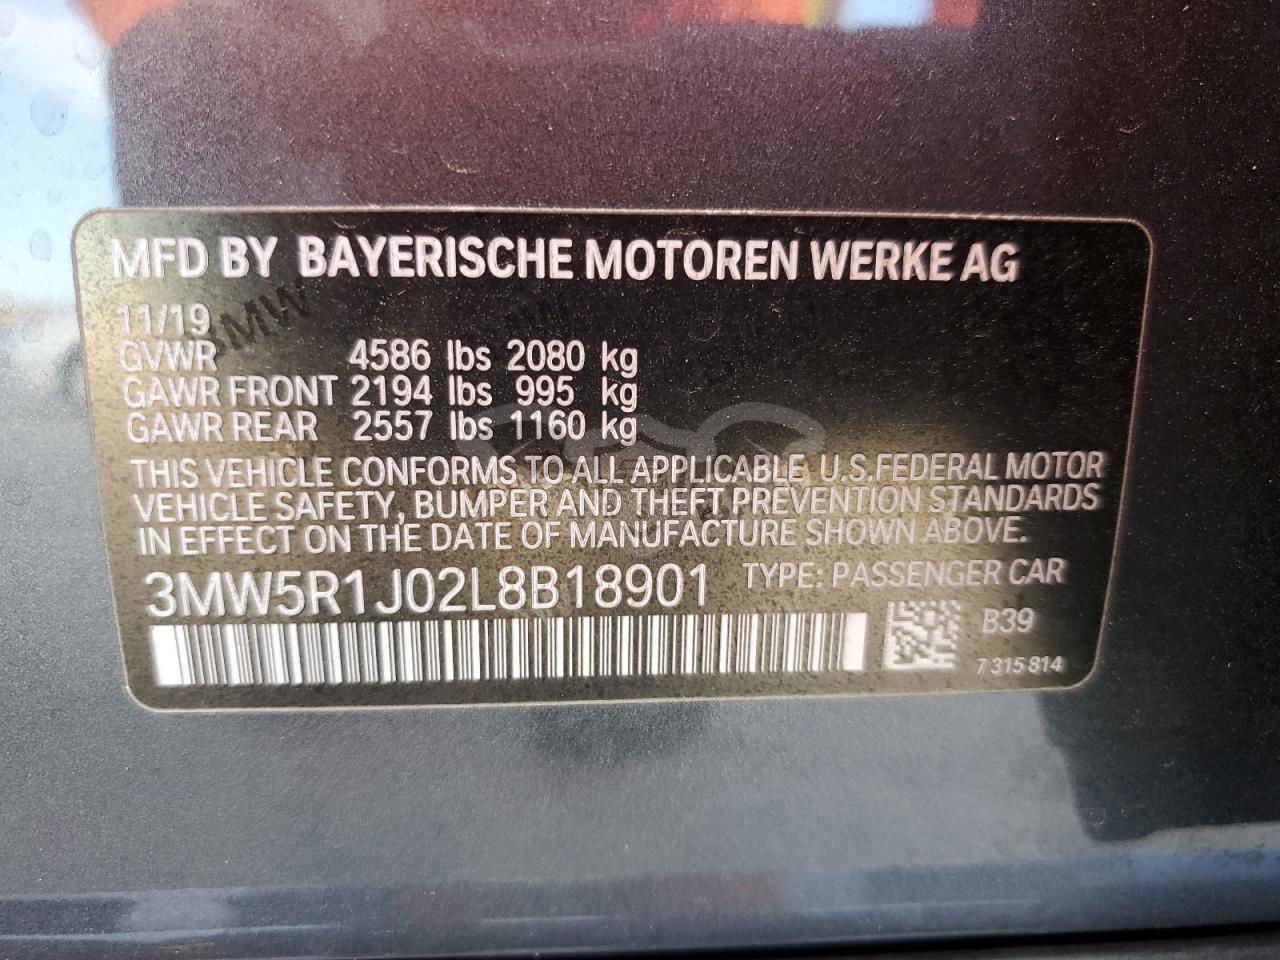 MFD BY BAYERISCHE MOTOREN WERKE AG
11/19
BMW
GVWR 4586 lbs 2080 kg
GAWR FRONT 2194 lbs 995 kg
GAWR REAR 2557 lbs 1160 kg
THIS VEHICLE CONFORMS TO ALL APPLICABLE U.S.FEDERAL MOTOR
VEHICLE SAFETY, BUMPER AND THEFT PREVENTION STANDARDS
IN EFFECT ON THE DATE OF MANUFACTURE SHOWN ABOVE.
3MW5R1J02L8B18901 TYPE: PASSENGER CAR
B39
7 315 814